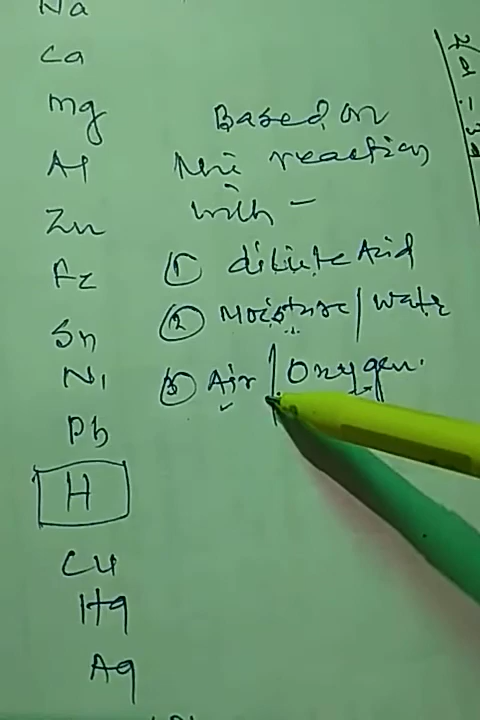 Na
Ca
Mg
Al
Zn
Fe
Sn
Ni
Pb
H
Cu
Hg
Ag
Based on
the reaction
with -
① dilute Acid
② Moisture / Wate
③ Air / Oxygen.